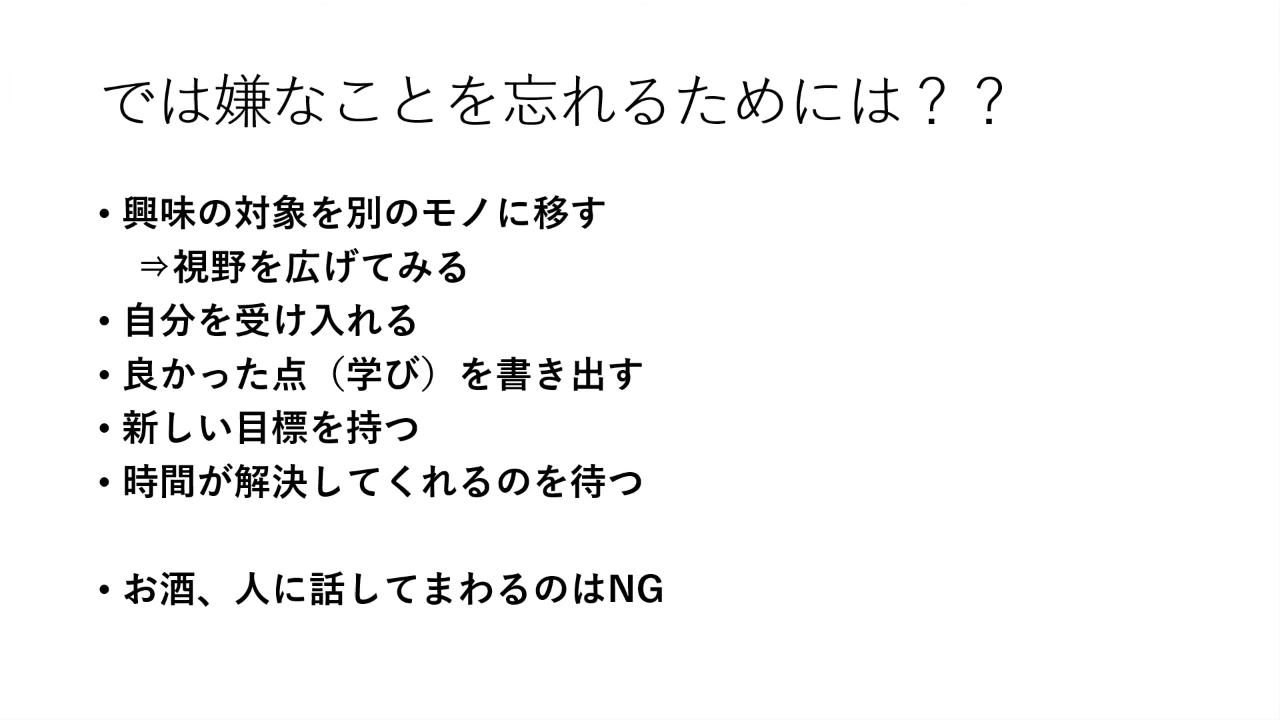 では嫌なことを忘れるためには？？
• 興味の対象を別のモノに移す
⇒視野を広げてみる
• 自分を受け入れる
• 良かった点（学び）を書き出す
• 新しい目標を持つ
• 時間が解決してくれるのを待つ
• お酒、人に話してまわるのはNG